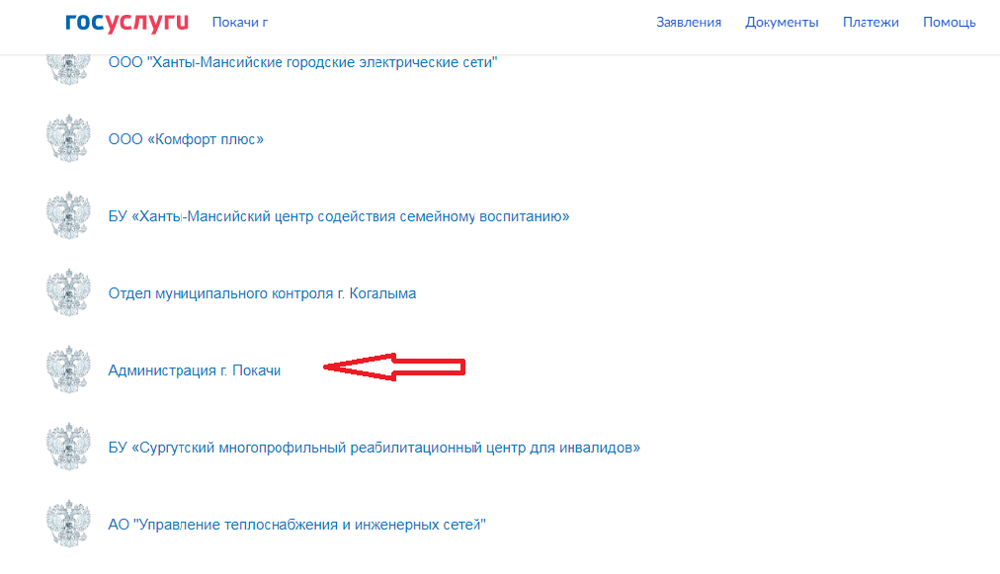 госуслуги Покачи г Заявления Документы Платежи Помощь
ООО "Ханты-Мансийские городские электрические сети"
ООО «Комфорт плюс»
БУ «Ханты-Мансийский центр содействия семейному воспитанию»
Отдел муниципального контроля г. Когалыма
Администрация г. Покачи
БУ «Сургутский многопрофильный реабилитационный центр для инвалидов»
АО "Управление теплоснабжения и инженерных сетей"